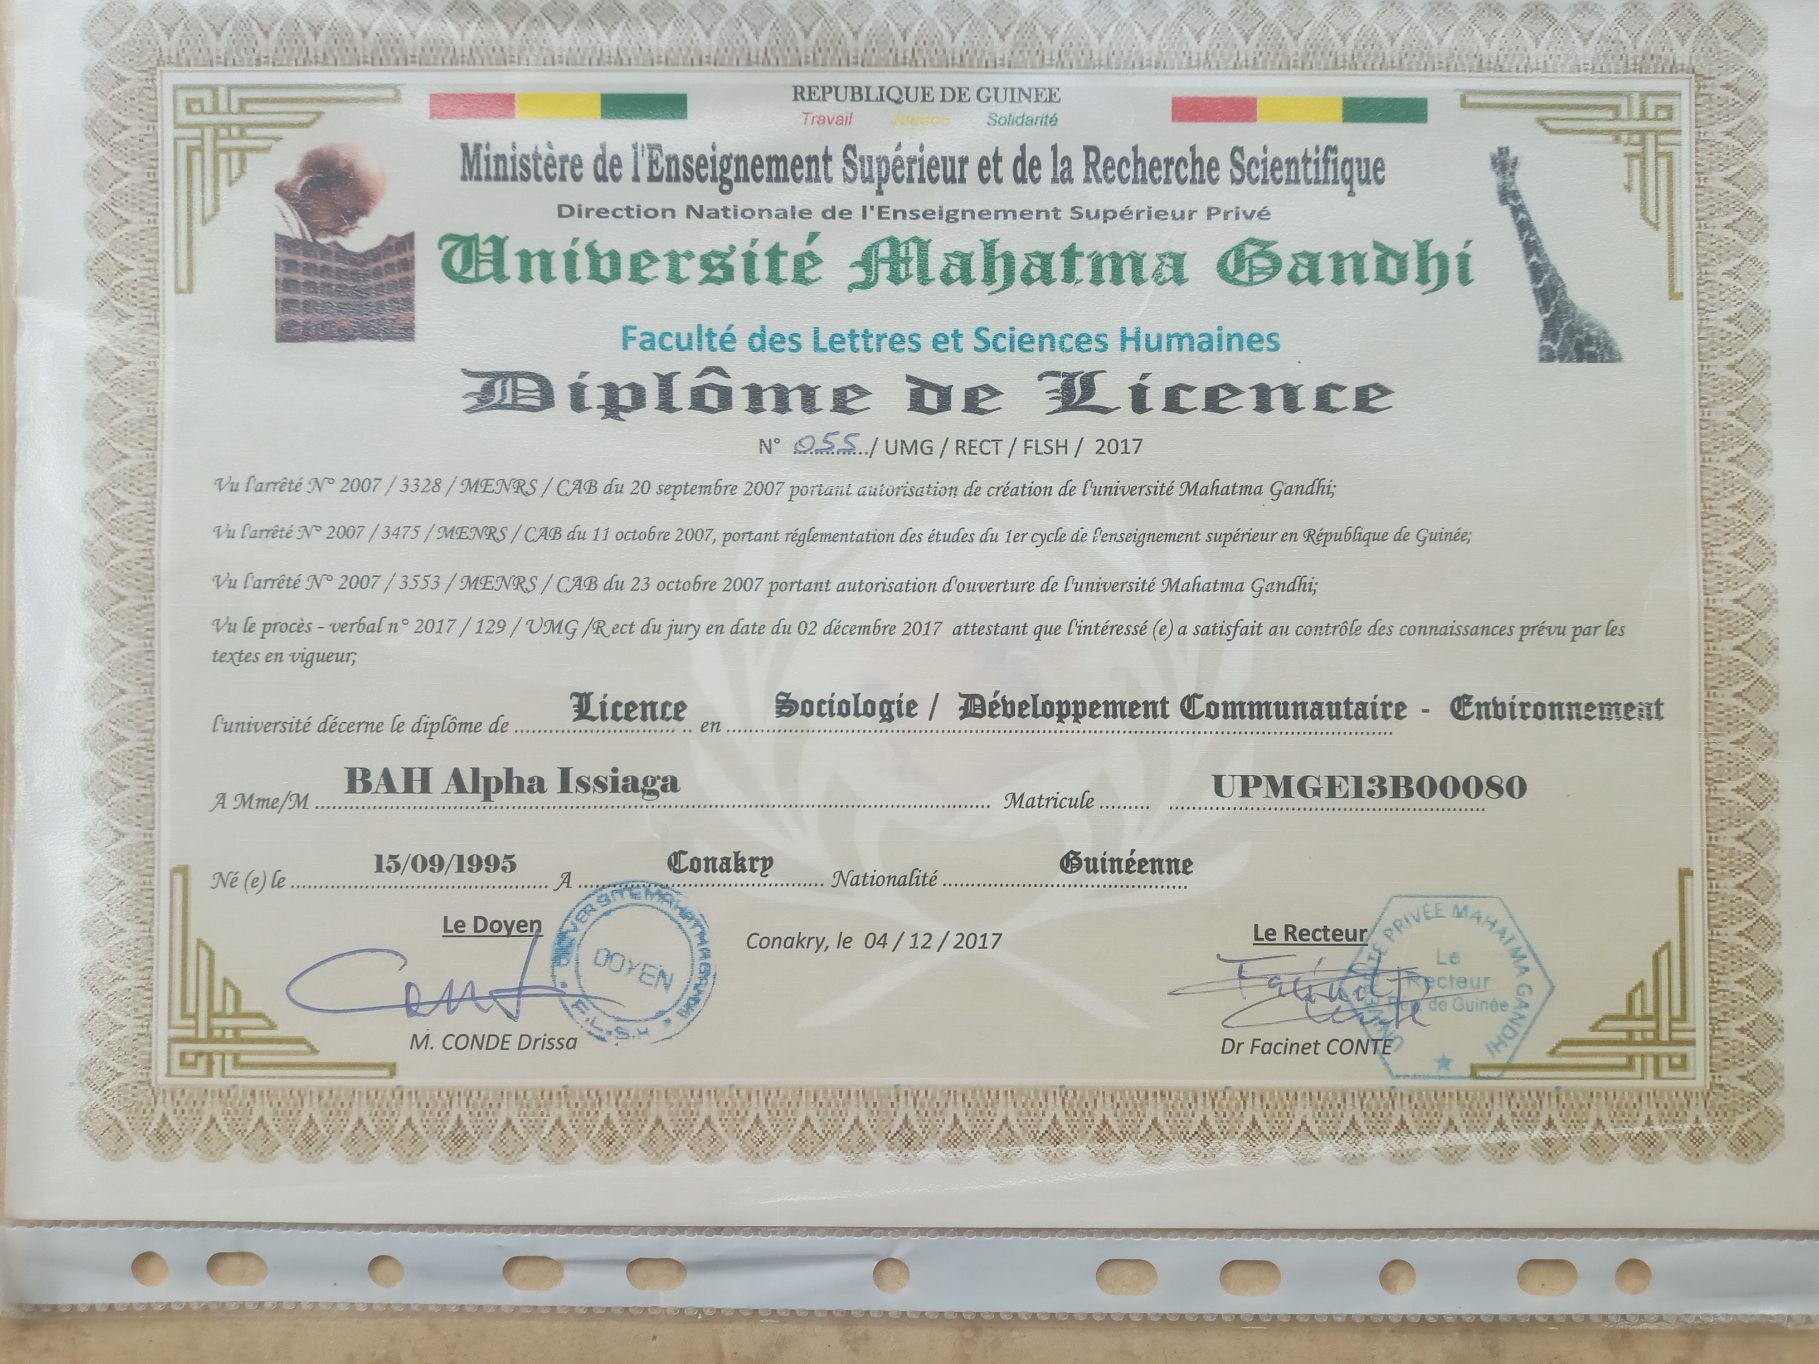 REPUBLIQUE DE GUINEE
Travail Justice Solidarité
Ministère de l'Enseignement Supérieur et de la Recherche Scientifique
Direction Nationale de l'Enseignement Supérieur Privé
Université Mahatma Gandhi
Faculté des Lettres et Sciences Humaines
Diplôme de Licence
N° 055 / UMG / RECT / FLSH / 2017
Vu l'arrêté N° 2007 / 3328 / MENRS / CAB du 20 septembre 2007 portant autorisation de création de l'université Mahatma Gandhi;
Vu l'arrêté N° 2007 / 3475 / MENRS / CAB du 11 octobre 2007, portant réglementation des études du 1er cycle de l'enseignement supérieur en République de Guinée;
Vu l'arrêté N° 2007 / 3553 / MENRS / CAB du 23 octobre 2007 portant autorisation d'ouverture de l'université Mahatma Gandhi;
Vu le procès - verbal n° 2017 / 129 / UMG /Rect du jury en date du 02 décembre 2017 attestant que l'intéressé (e) a satisfait au contrôle des connaissances prévu par les
textes en vigueur;
l'université décerne le diplôme de Licence en Sociologie / Développement Communautaire - Environnement
A Mme/M BAH Alpha Issiaga Matricule UPMGE13B00080
Né (e) le 15/09/1995 A Conakry Nationalité Guinéenne
Le Doyen
Conakry, le 04 / 12 / 2017
Le Recteur
UNIVERSITE MAHATMA GANDHI
DOYEN
F.L.S.H
UNIVERSITE PRIVÉE MAHATMA GANDHI
Le
Recteur
Rep. de Guinée
M. CONDE Drissa
Dr Facinet CONTE